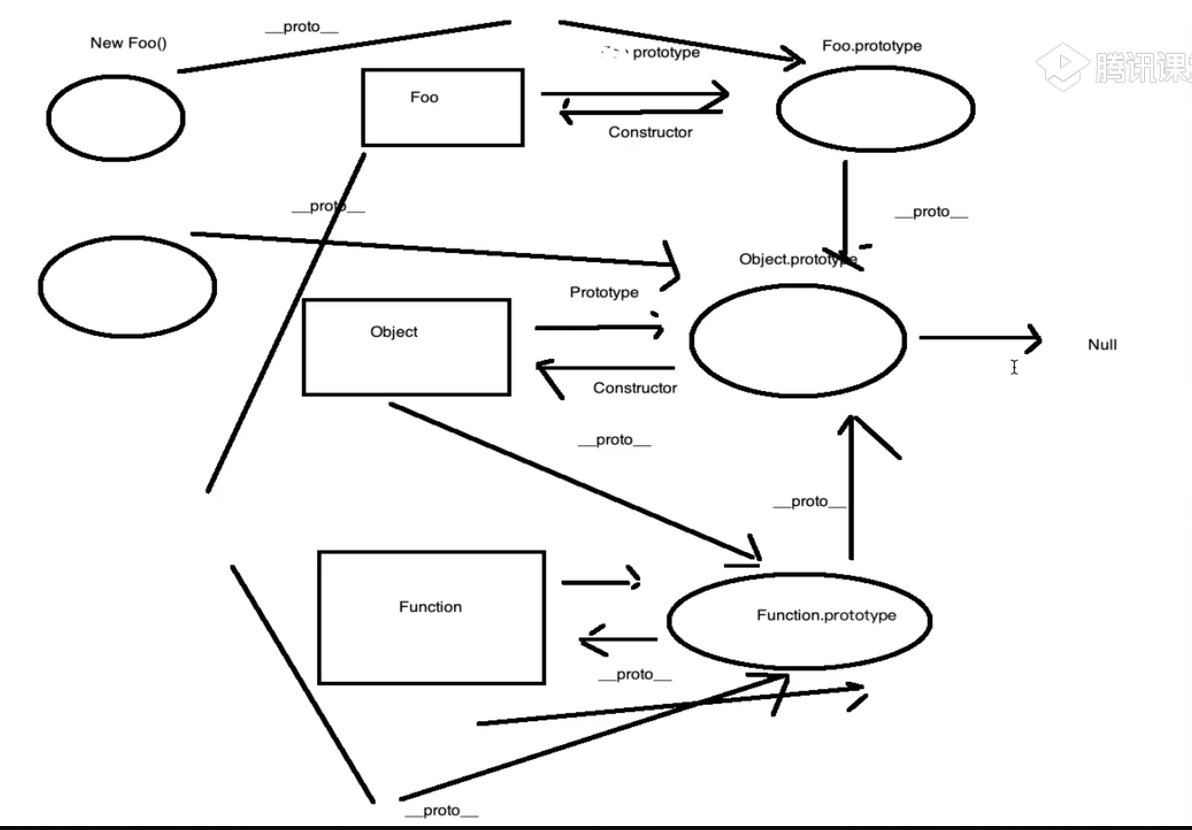 __proto__
New Foo()
prototype
Foo.prototype
腾讯课
Foo
Constructor
__proto__
__proto__
Object.prototype
Prototype
Object
Null
Constructor
__proto__
__proto__
Function
Function.prototype
__proto__
__proto__